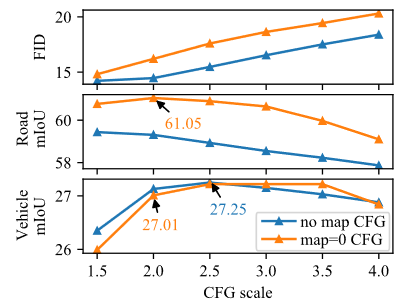 20
15
FID
60
58
Road
mIoU
61.05
27
26
Vehicle
mIoU
27.01
27.25
no map CFG
map=0 CFG
1.5 2.0 2.5 3.0 3.5 4.0
CFG scale